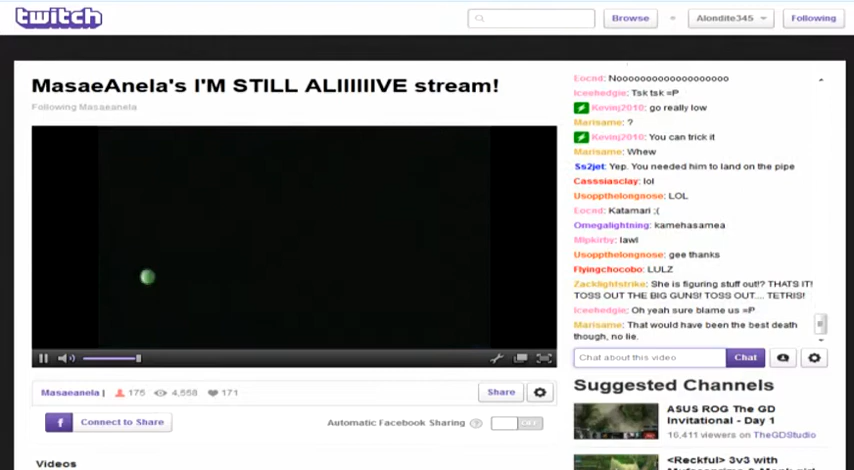 twitch
Browse
Alondite345
Following
MasaeAnela's I'M STILL ALIIIIIIVE stream!
Following Masaeanela
Eocnd: Nooooooooooooooooooo
Iceehedgie: Tsk tsk =P
Kevinj2010: go really low
Marisame: ?
Kevinj2010: You can trick it
Marisame: Whew
Ss2jet: Yep. You needed him to land on the pipe
Casssiasclay: lol
Usoppthelongnose: LOL
Eocnd: Katamari ;(
Omegalightning: kamehasamea
Mlpkirby: lawl
Usoppthelongnose: gee thanks
Flyingchocobo: LULZ
Zacklightstrike: She is figuring stuff out!? THATS IT!
TOSS OUT THE BIG GUNS! TOSS OUT.... TETRIS!
Iceehedgie: Oh yeah sure blame us =P
Marisame: That would have been the best death
though, no lie.
Chat about this video
Chat
Masaeanela | 175 4,558 171
Share
f Connect to Share
Automatic Facebook Sharing ? OFF
Suggested Channels
ASUS ROG The GD
Invitational - Day 1
16,411 viewers on TheGDStudio
<Reckful> 3v3 with
Videos